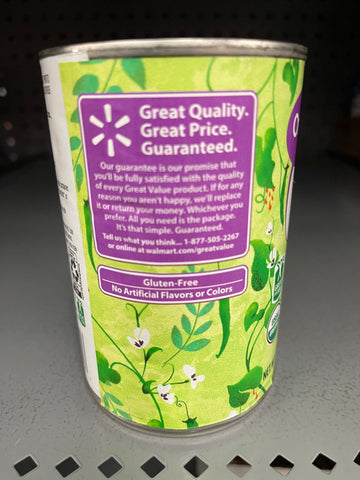 Great Quality.
Great Price.
Guaranteed.
Our guarantee is our promise that
you'll be fully satisfied with the quality
of every Great Value product. If for any
reason you aren't happy, we'll replace
it or return your money. Whichever you
prefer. All you need is the package.
It's that simple. Guaranteed.
Tell us what you think... 1-877-505-2267
or online at walmart.com/greatvalue
Gluten-Free
No Artificial Flavors or Colors